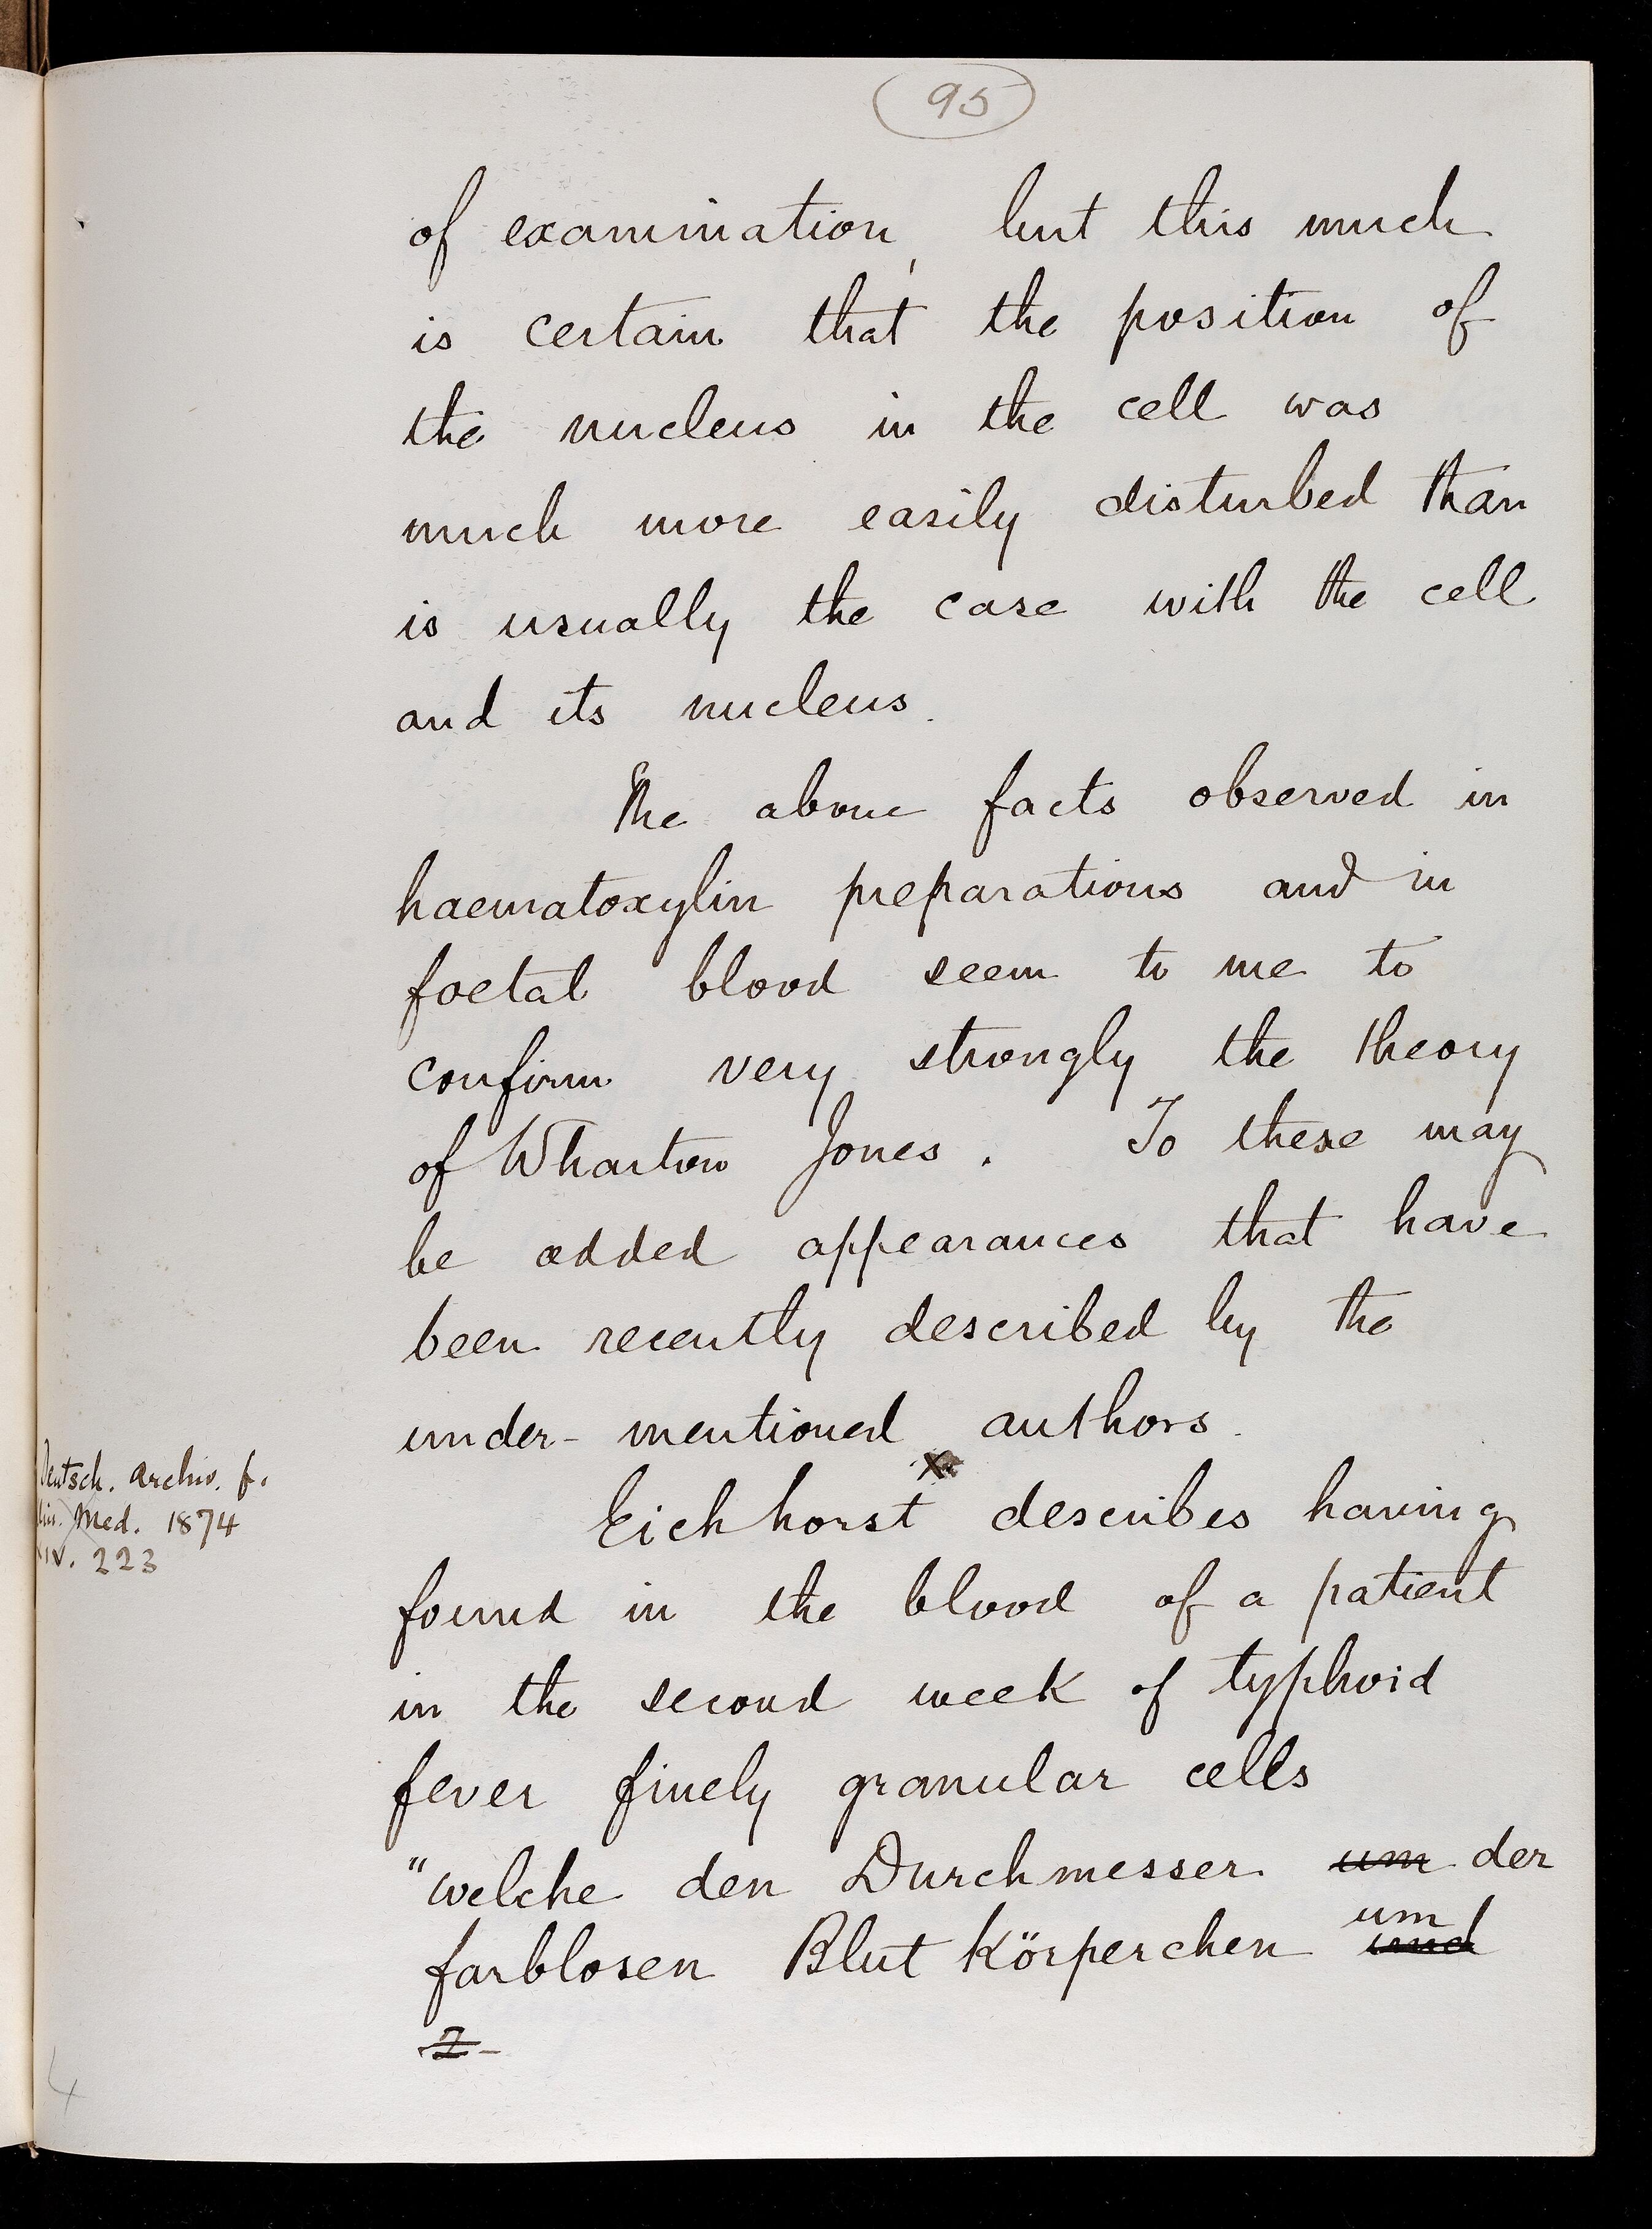 95
of examination, but this much
is certain that the position of
the nucleus in the cell was
much more easily disturbed than
is usually the case with the cell
and its nucleus.
The above facts observed in
haematoxylin preparations and in
foetal blood seem to me to
confirm very strongly the theory
of Wharton Jones. To these may
be added appearances that have
been recently described by the
under-mentioned authors.
x
Eichhorst describes having
found in the blood of a patient
in the second week of typhoid
fever finely granular cells
"welche den Durchmesser um der
farblosen Blut Körperchen um und
2-
Deutsch. Archiv. f.
klin. Med. 1874
XIV. 223
4